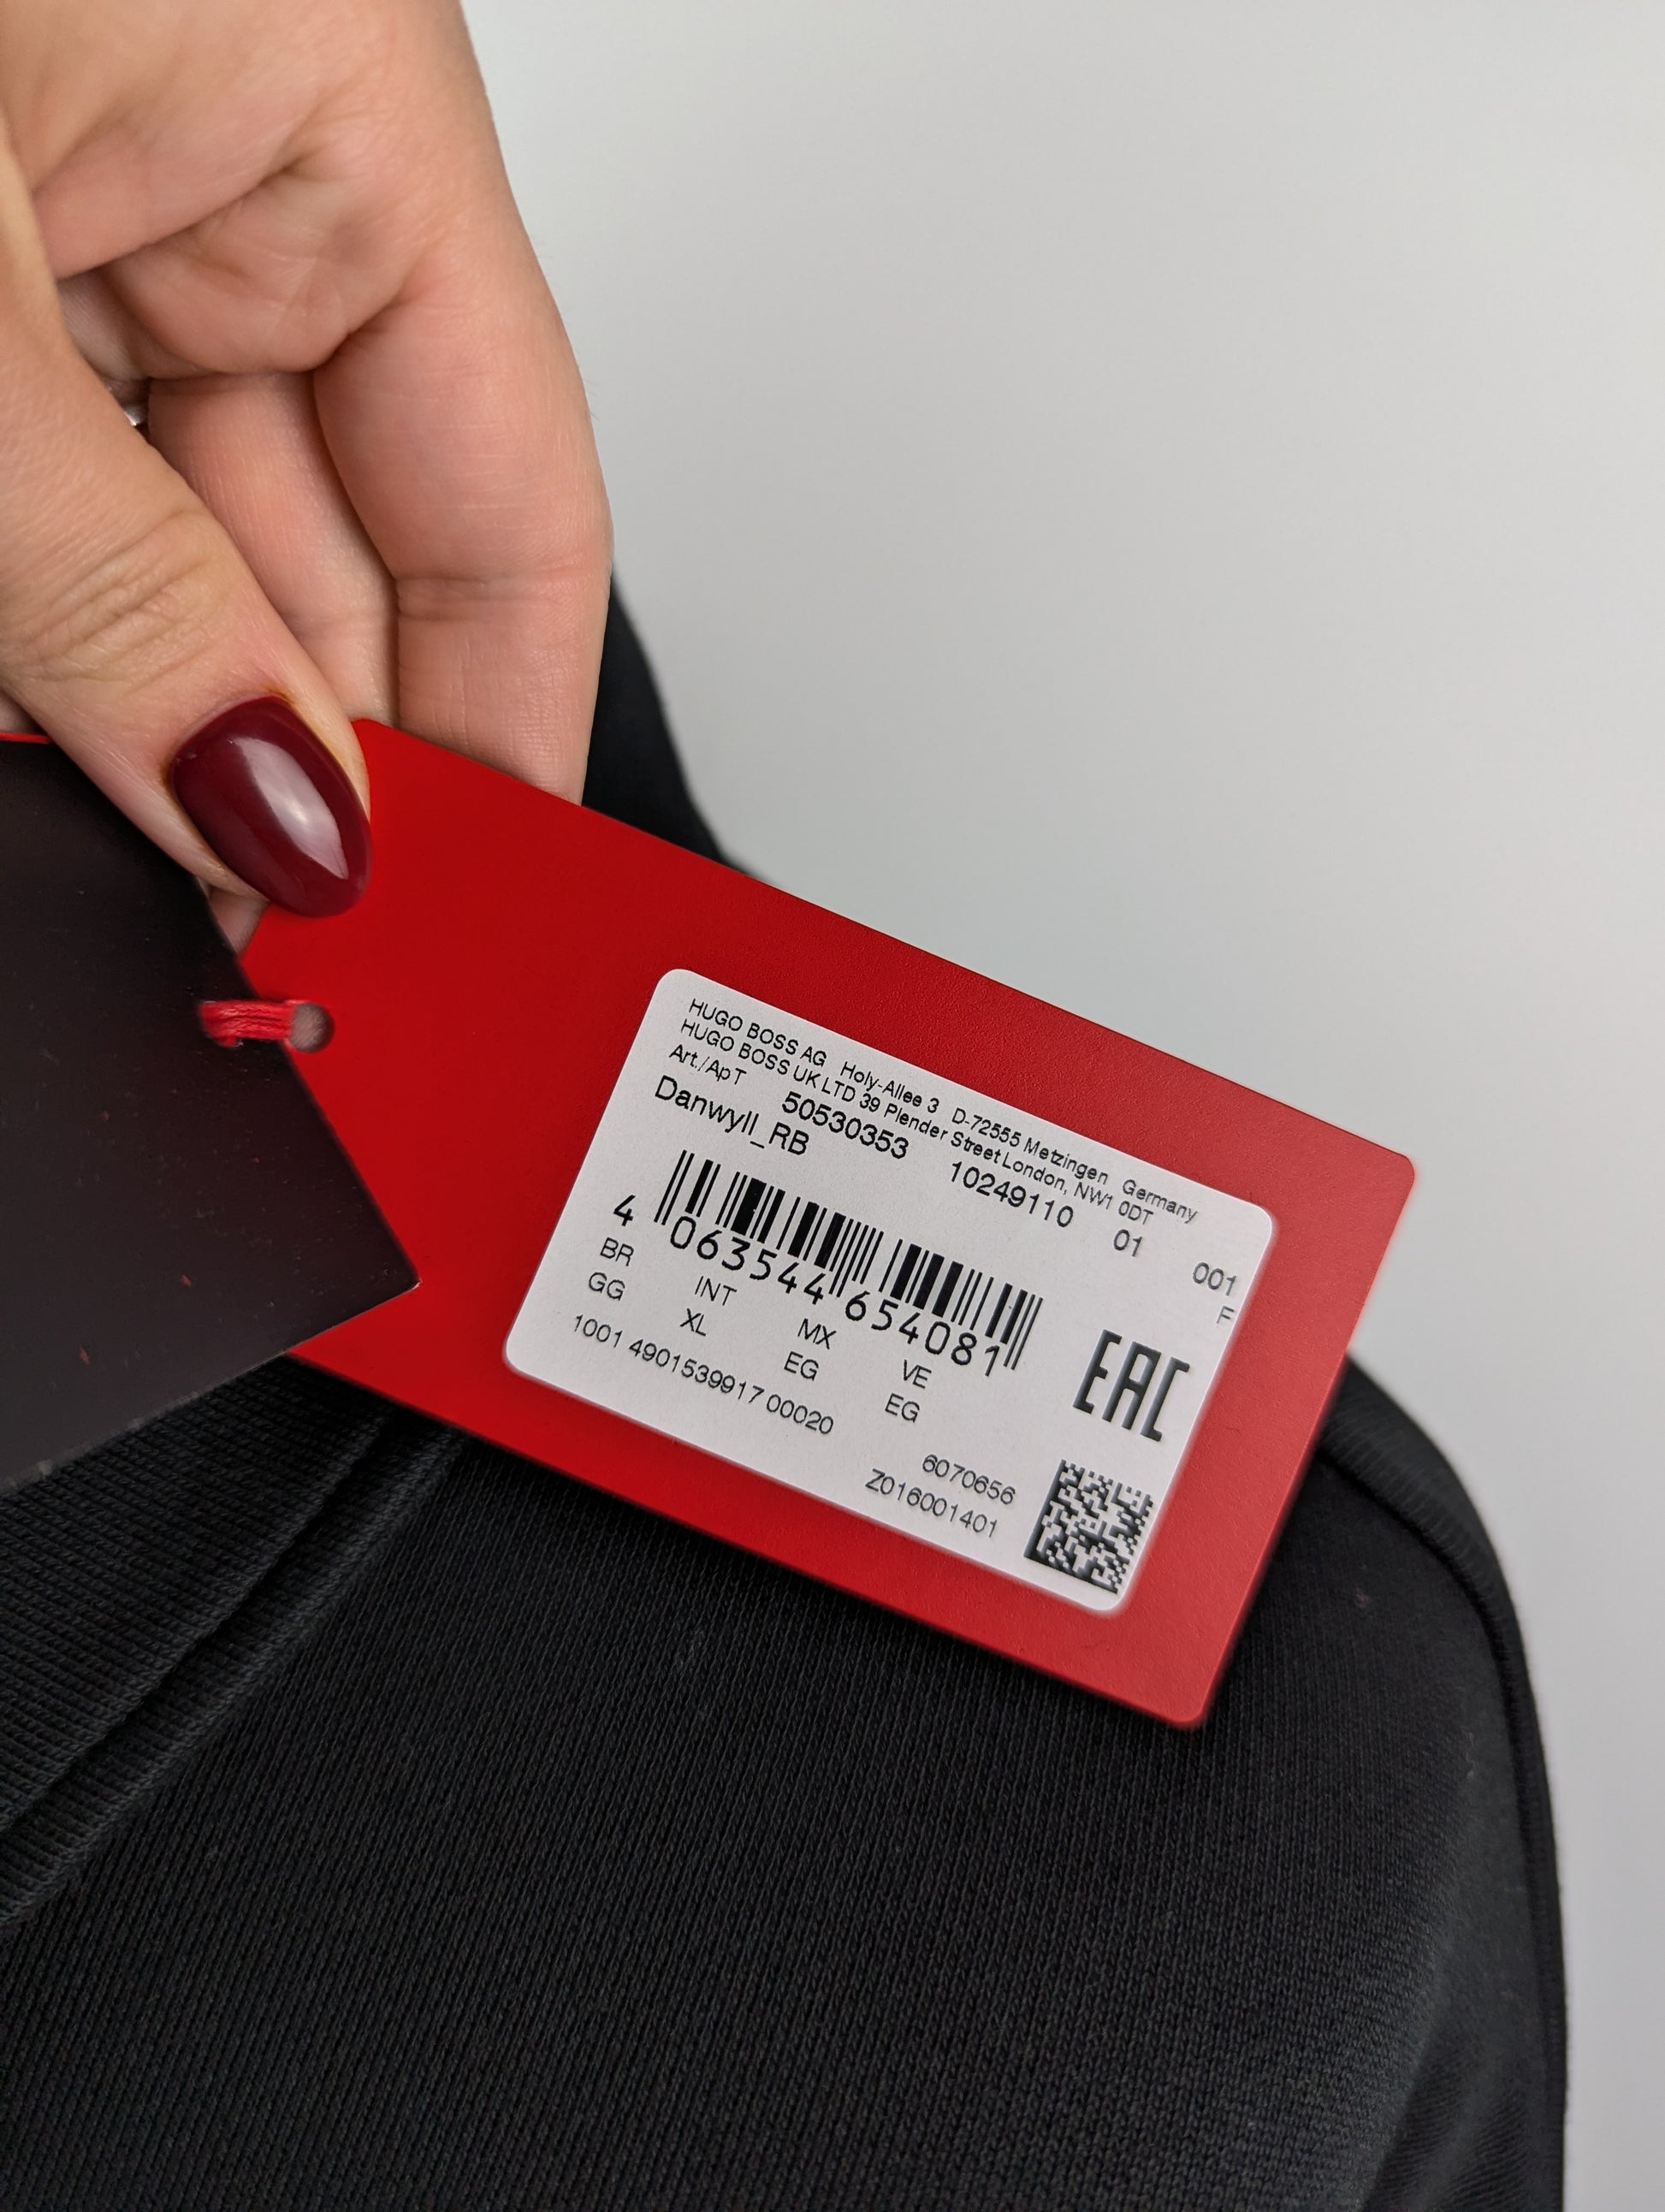 HUGO BOSS AG Holy-Allee 3 D-72555 Metzingen Germany
HUGO BOSS UK LTD 39 Plender Street London, NW1 0DT
Art./Ap T 50530353 10249110 01 001
Danwyll_RB F
4 063544 654081
BR INT MX VE
GG XL EG EG
1001 4901539917 00020
EAC
6070656
Z016001401